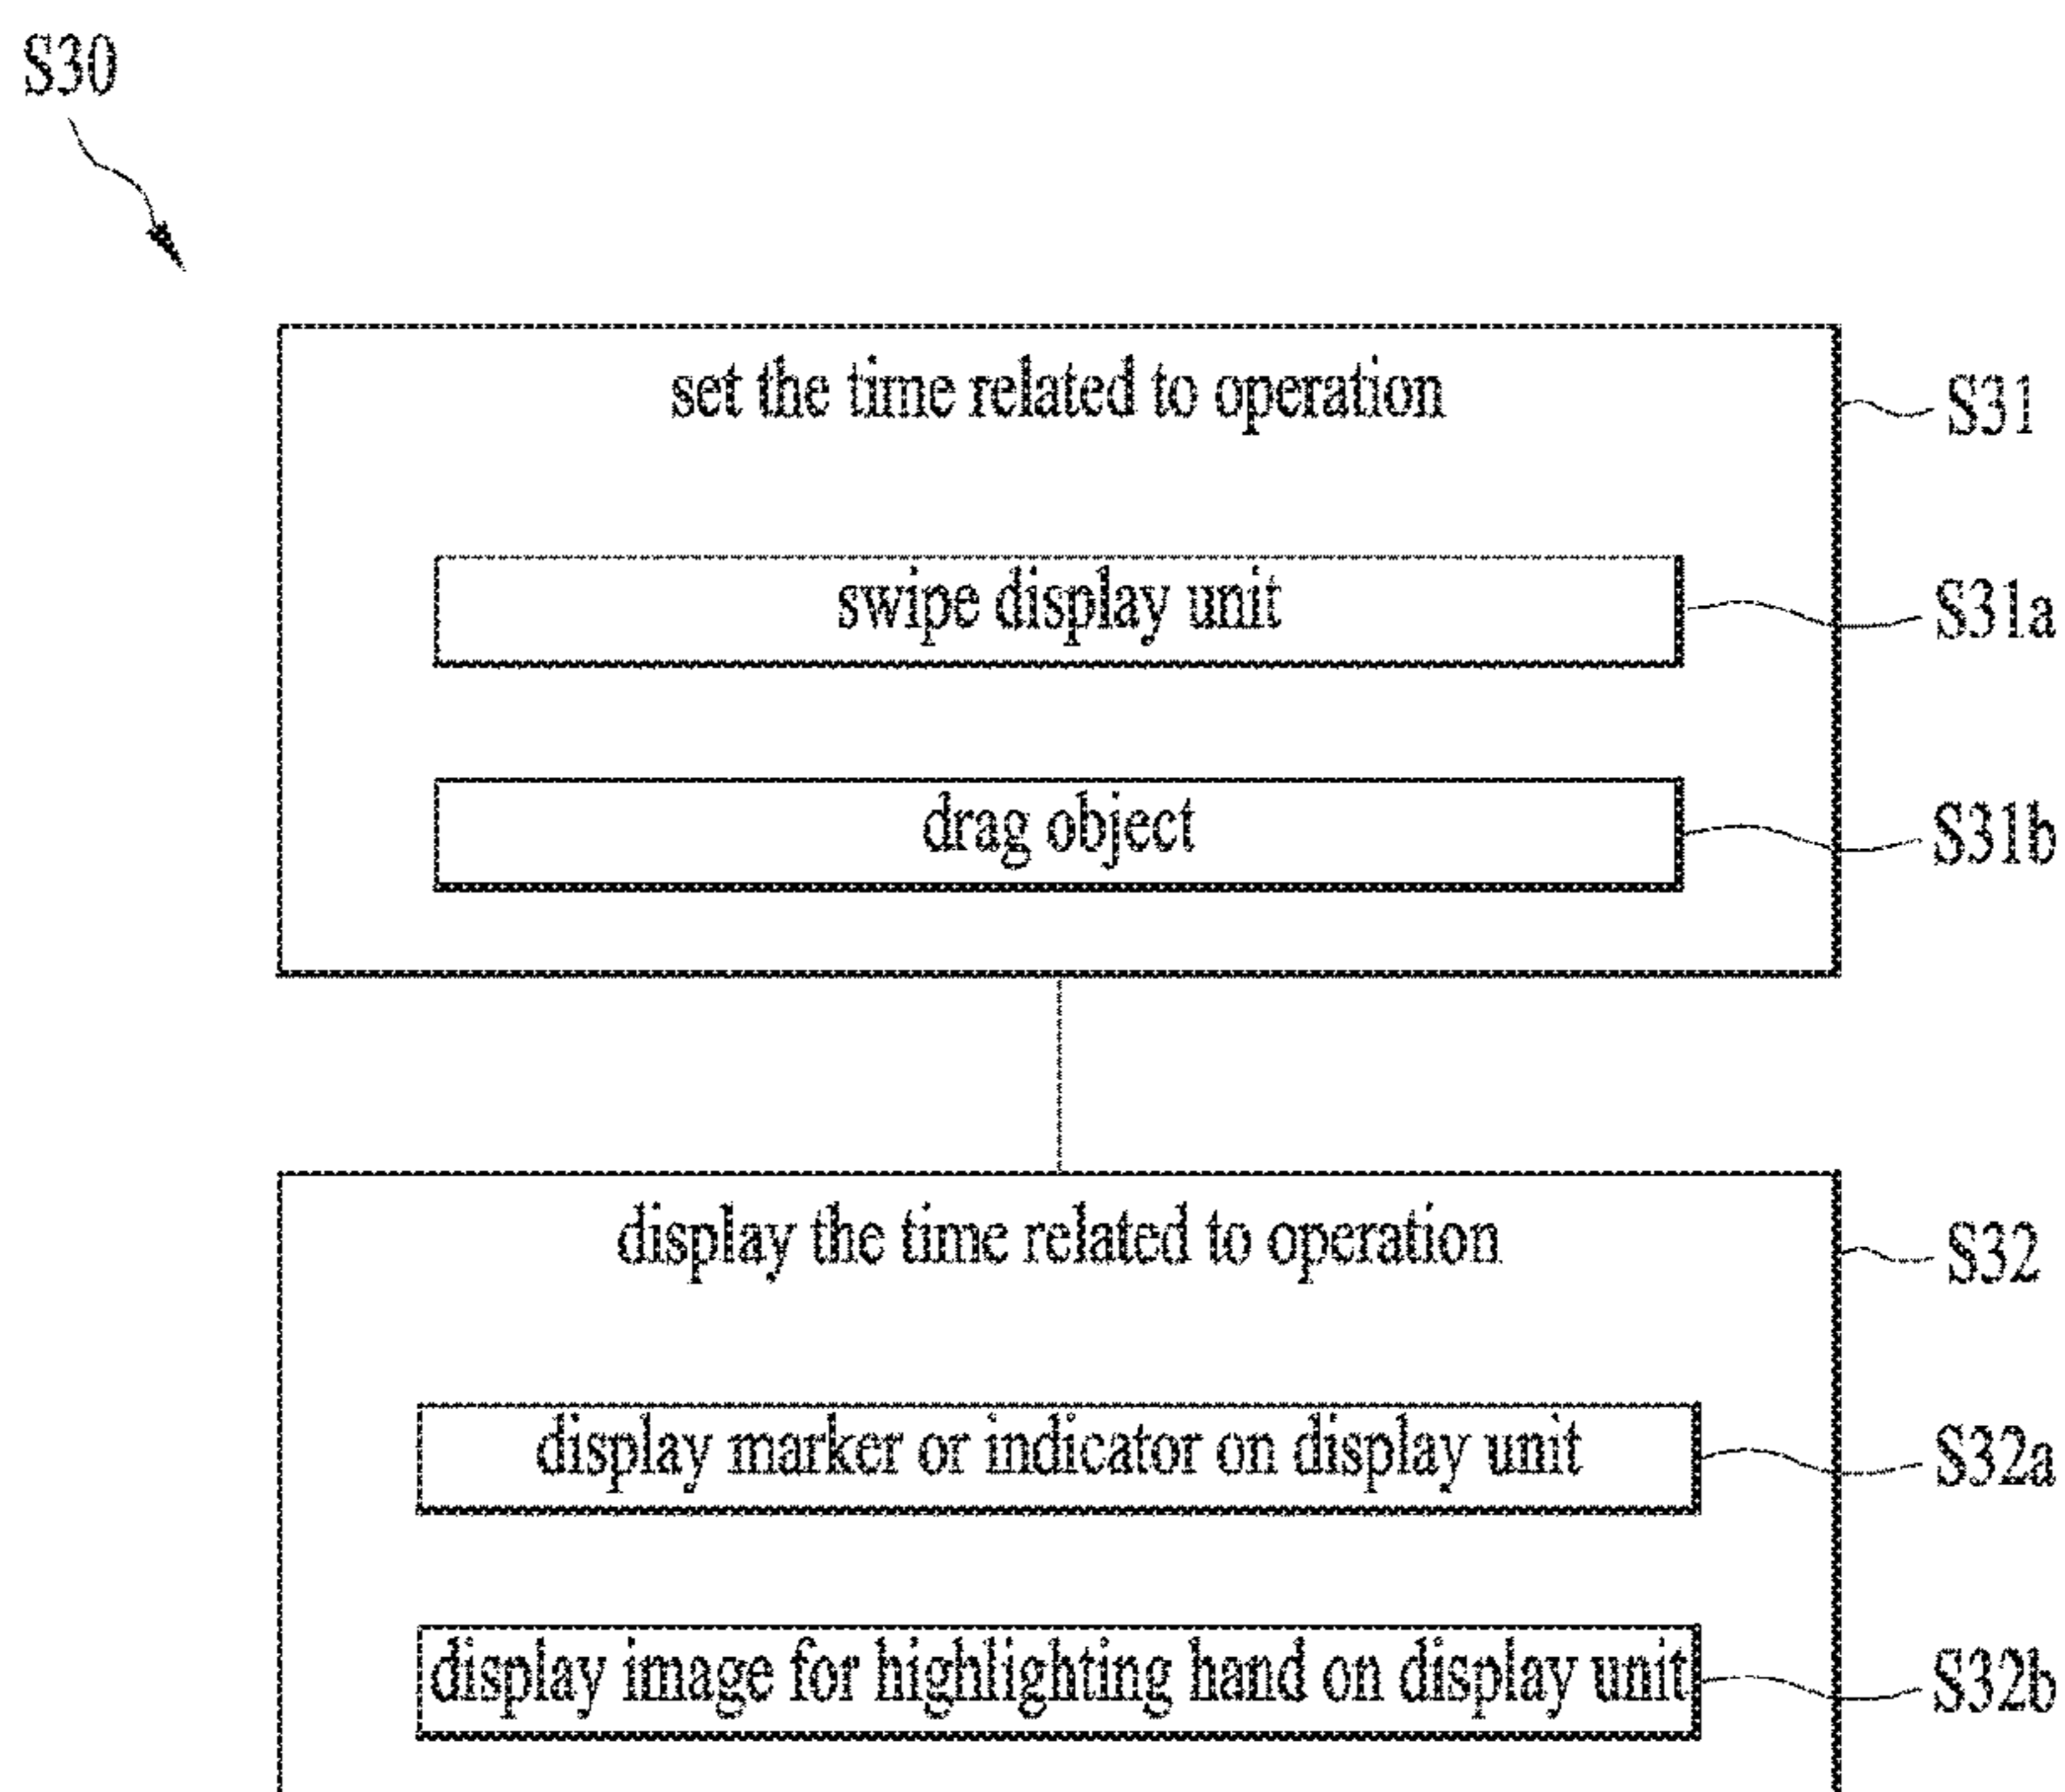 S30
set the time related to operation
S31
swipe display unit
S31a
drag object
S31b
display the time related to operation
S32
display marker or indicator on display unit
S32a
display image for highlighting hand on display unit
S32b